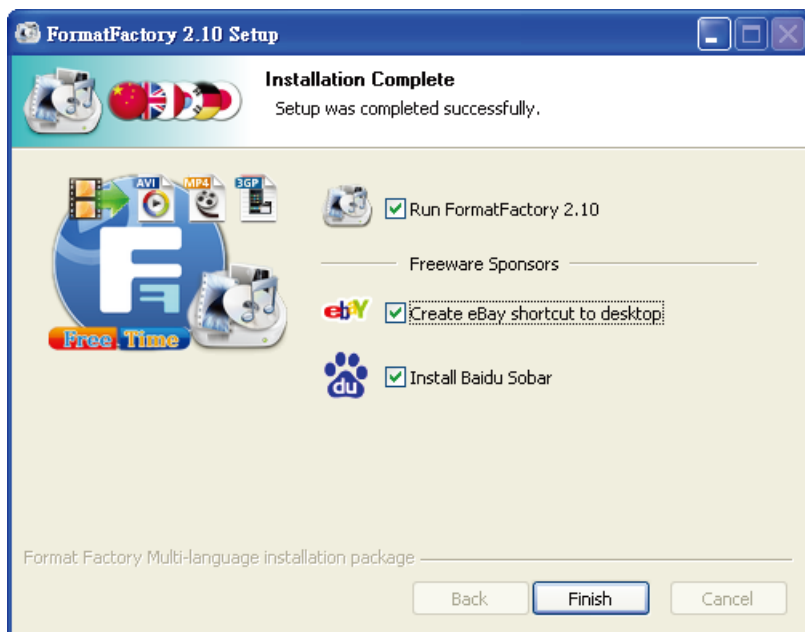 FormatFactory 2.10 Setup
Installation Complete
Setup was completed successfully.
AVI MP4 3GP
Run FormatFactory 2.10
Freeware Sponsors
Free Time
ebaY Create eBay shortcut to desktop
du Install Baidu Sobar
Format Factory Multi-language installation package
Back Finish Cancel